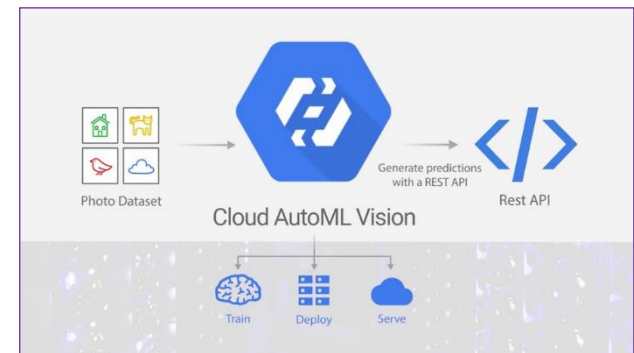 Photo Dataset
Cloud AutoML Vision
Generate predictions
with a REST API
Rest API
Train
Deploy
Serve